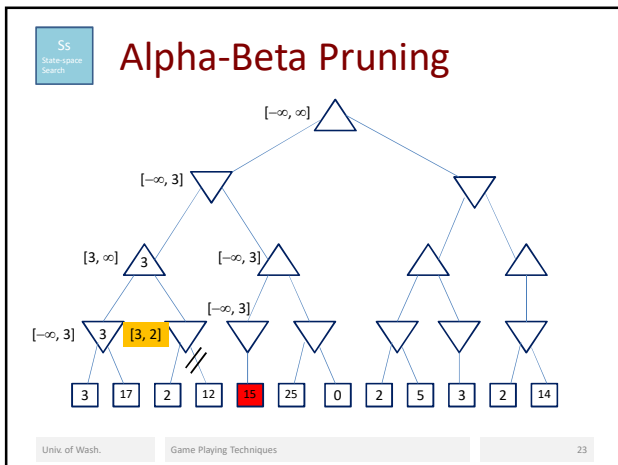 Ss
State-space
Search
Alpha-Beta Pruning
[−∞, ∞]
[−∞, 3]
[3, ∞] 3 [−∞, 3]
[−∞, 3]
[−∞, 3] 3 [3, 2]
3 17 2 12 15 25 0 2 5 3 2 14
Univ. of Wash. Game Playing Techniques 23